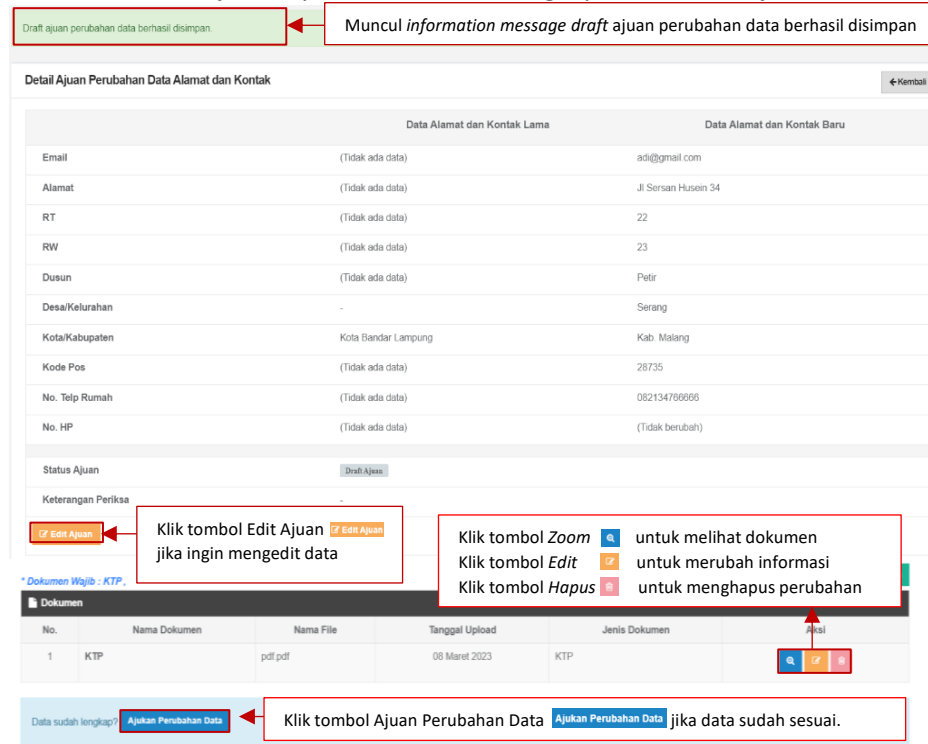 Draft ajuan perubahan data berhasil disimpan.
Muncul information message draft ajuan perubahan data berhasil disimpan
Detail Ajuan Perubahan Data Alamat dan Kontak
Kembali
Data Alamat dan Kontak Lama Data Alamat dan Kontak Baru
Email (Tidak ada data) adi@gmail.com
Alamat (Tidak ada data) Jl Sersan Husein 34
RT (Tidak ada data) 22
RW (Tidak ada data) 23
Dusun (Tidak ada data) Petir
Desa/Kelurahan - Serang
Kota/Kabupaten Kota Bandar Lampung Kab. Malang
Kode Pos (Tidak ada data) 28735
No. Telp Rumah (Tidak ada data) 082134766666
No. HP (Tidak ada data) (Tidak berubah)
Status Ajuan Draft Ajuan
Keterangan Periksa -
Edit Ajuan
Klik tombol Edit Ajuan Edit Ajuan
jika ingin mengedit data
Klik tombol Zoom untuk melihat dokumen
Klik tombol Edit untuk merubah informasi
Klik tombol Hapus untuk menghapus perubahan
* Dokumen Wajib : KTP ,
Dokumen
No. Nama Dokumen Nama File Tanggal Upload Jenis Dokumen Aksi
1 KTP pdf.pdf 08 Maret 2023 KTP
Data sudah lengkap? Ajukan Perubahan Data
Klik tombol Ajuan Perubahan Data Ajukan Perubahan Data jika data sudah sesuai.